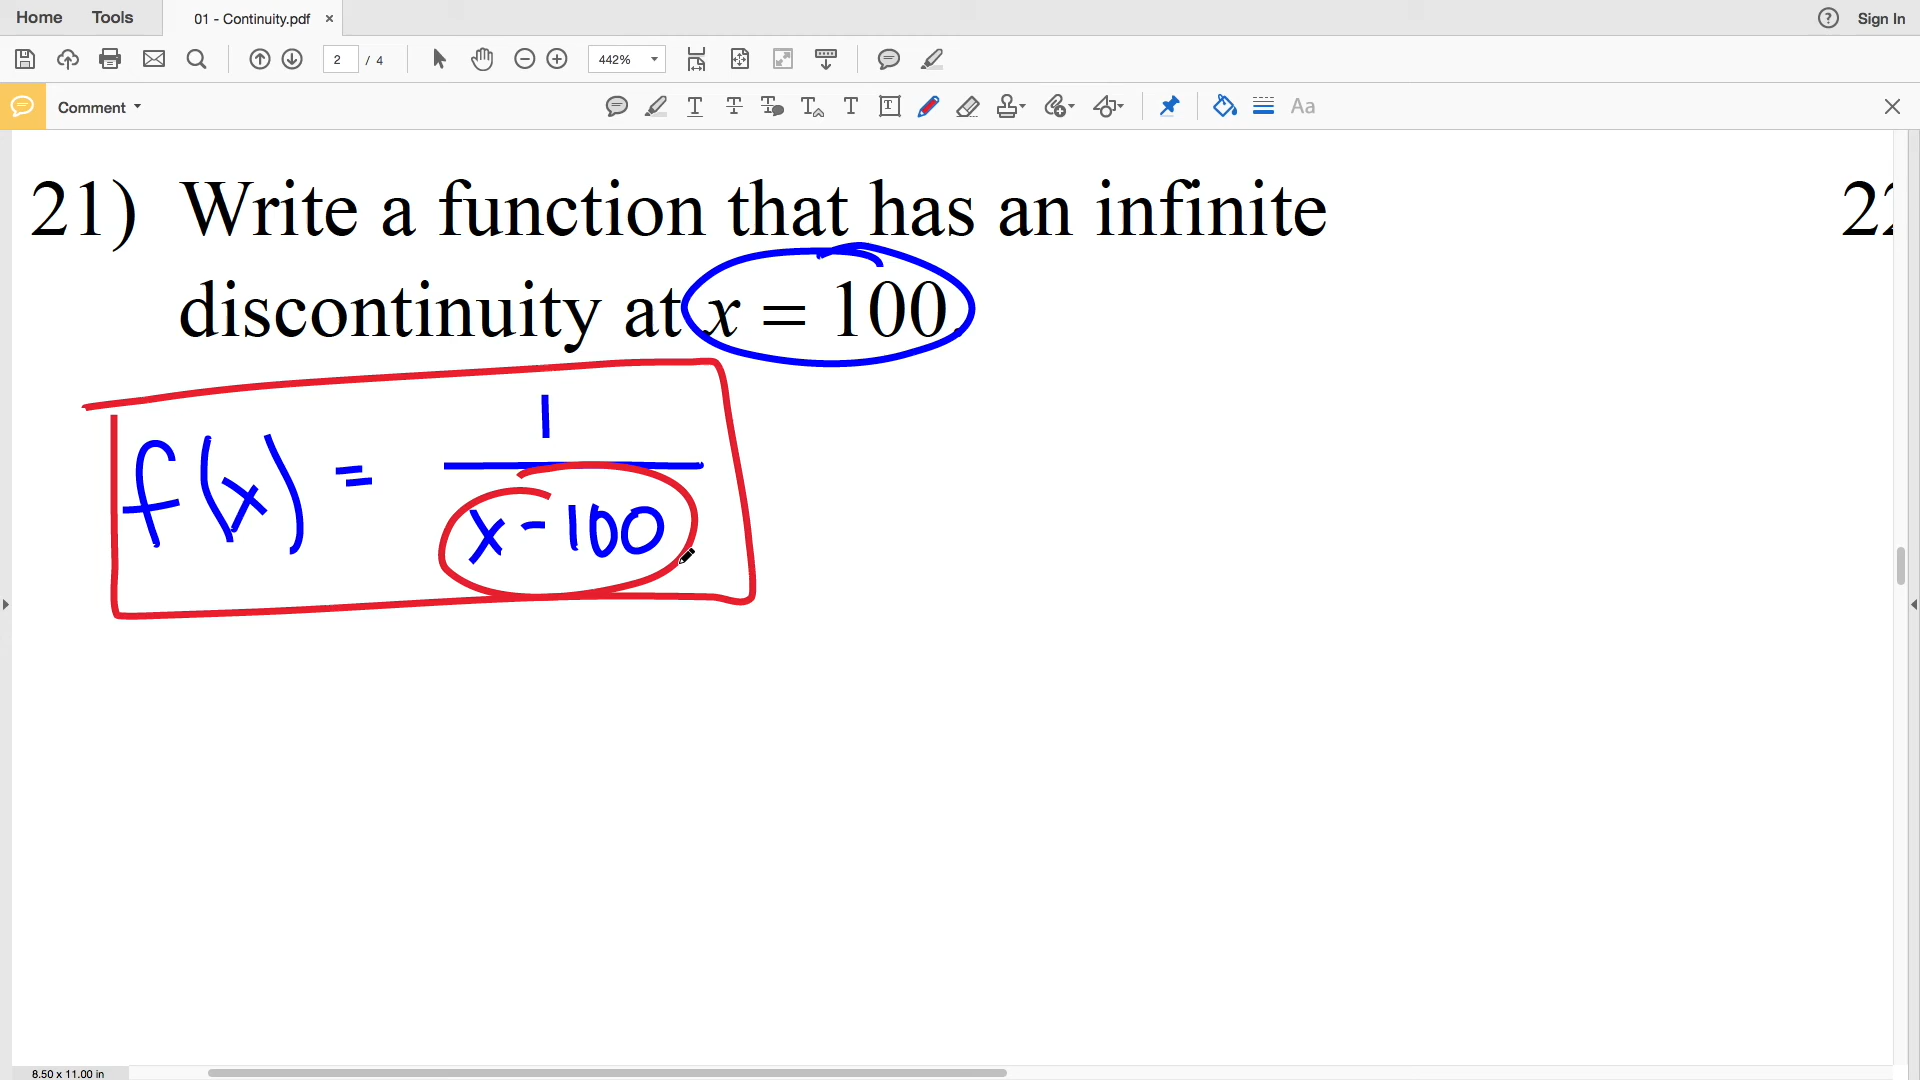 Home Tools 01 - Continuity.pdf × ? Sign In
2 / 4 442%
Comment T T T T T T Aa
21) Write a function that has an infinite
discontinuity at x = 100.
f(x) = 1
x - 100
8.50 x 11.00 in